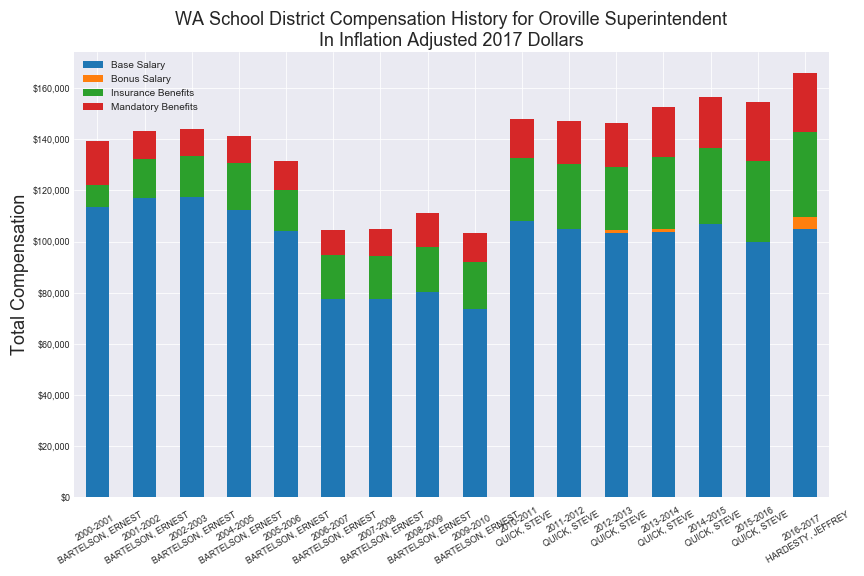 WA School District Compensation History for Oroville Superintendent
In Inflation Adjusted 2017 Dollars
Base Salary
Bonus Salary
Insurance Benefits
Mandatory Benefits
Total Compensation
$160,000
$140,000
$120,000
$100,000
$80,000
$60,000
$40,000
$20,000
$0
2000-2001
BARTELSON, ERNEST
2001-2002
BARTELSON, ERNEST
2002-2003
BARTELSON, ERNEST
2004-2005
BARTELSON, ERNEST
2005-2006
BARTELSON, ERNEST
2006-2007
BARTELSON, ERNEST
2007-2008
BARTELSON, ERNEST
2008-2009
BARTELSON, ERNEST
2009-2010
BARTELSON, ERNEST
2010-2011
QUICK, STEVE
2011-2012
QUICK, STEVE
2012-2013
QUICK, STEVE
2013-2014
QUICK, STEVE
2014-2015
QUICK, STEVE
2015-2016
QUICK, STEVE
2016-2017
HARDESTY, JEFFREY